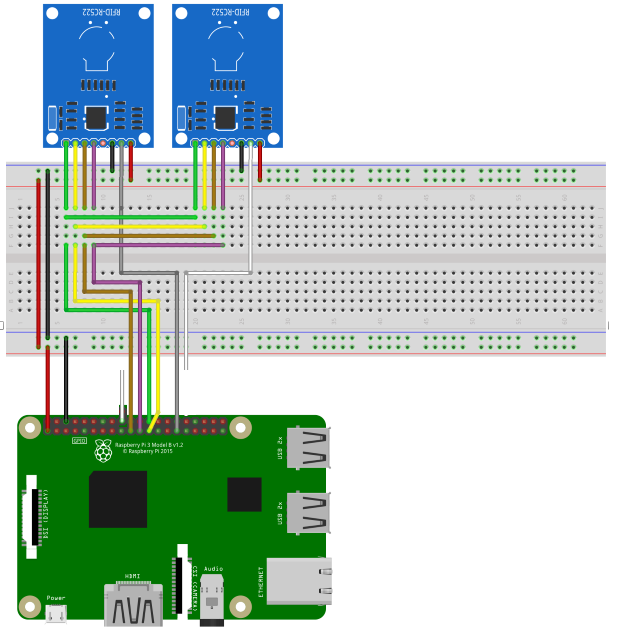 RFID-RC522
RFID-RC522
GPIO
Raspberry Pi 3 Model B v1.2
© Raspberry Pi 2015
USB 2x
USB 2x
DSI (DISPLAY)
HDMI
CSI (CAMERA)
Audio
ETHERNET
Power